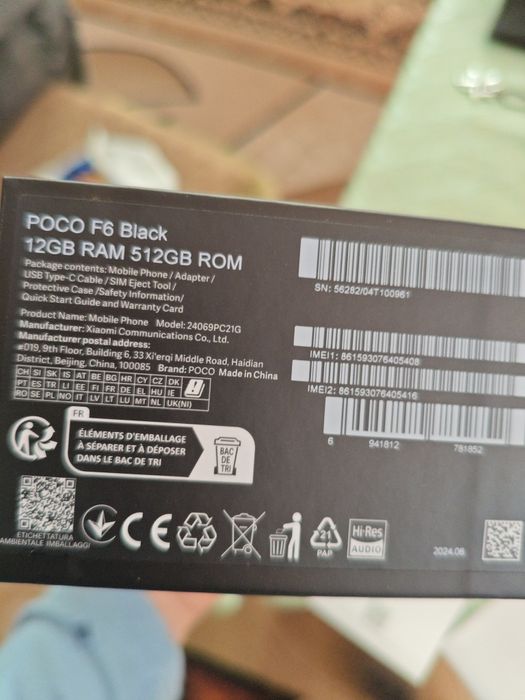 POCO F6 Black
12GB RAM 512GB ROM
Package contents: Mobile Phone / Adapter /
USB Type-C Cable / SIM Eject Tool /
Protective Case /Safety Information/
Quick Start Guide and Warranty Card
Product Name: Mobile Phone Model: 24069PC21G
Manufacturer: Xiaomi Communications Co., Ltd.
Manufacturer postal address:
#019, 9th Floor, Building 6, 33 Xi'erqi Middle Road, Haidian
District, Beijing, China, 100085 Brand: POCO Made in China
CH SI SK IS AT BE BG HR CY CZ DK
PT ES TR LI EE FI FR DE EL HU IE
RO SE PL NO IT LV LT LU MT NL UK(NI)
SN: 56282/04T100961
IMEI1: 861593076405408
IMEI2: 861593076405416
6 941812 781852
FR
ÉLÉMENTS D'EMBALLAGE
À SÉPARER ET À DÉPOSER
DANS LE BAC DE TRI
BAC
DE
TRI
ETICHETTATURA
AMBIENTALE IMBALLAGGI
CE
21
PAP
Hi-Res
AUDIO
2024.06